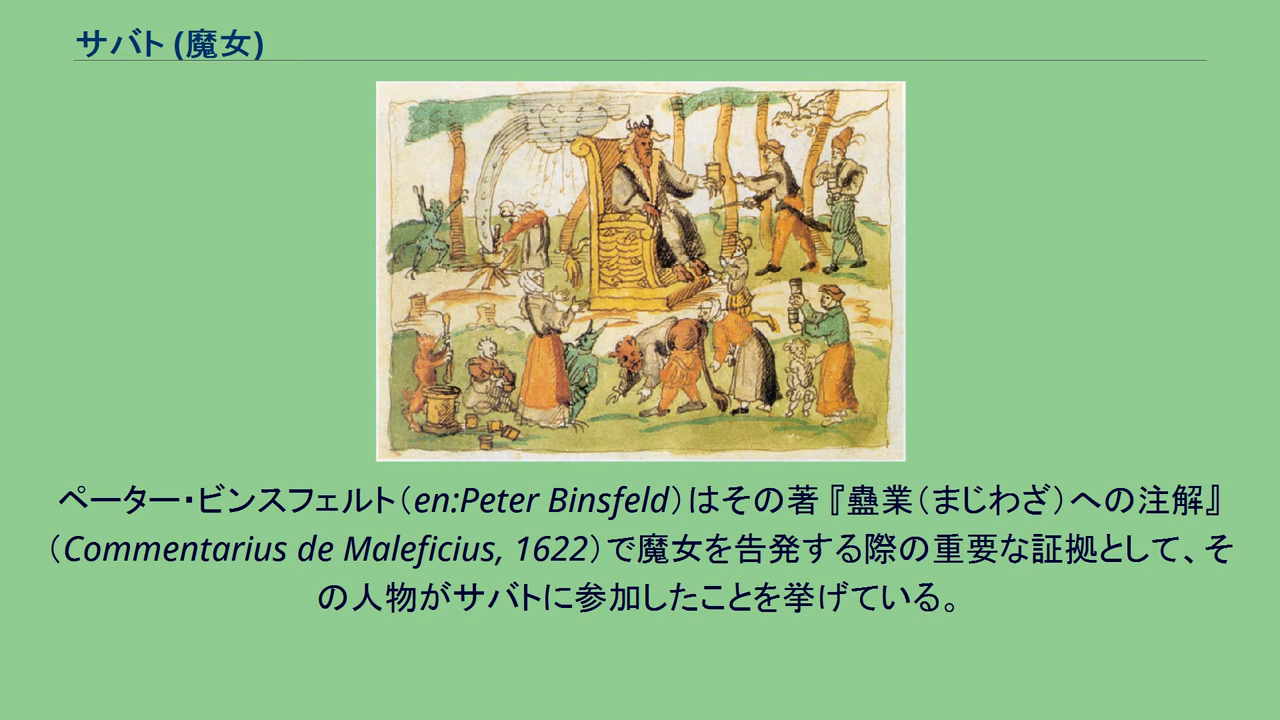 サバト (魔女)
ペーター・ビンスフェルト（en:Peter Binsfeld）はその著『蠱業（まじわざ）への注解』
（Commentarius de Maleficius, 1622）で魔女を告発する際の重要な証拠として、そ
の人物がサバトに参加したことを挙げている。